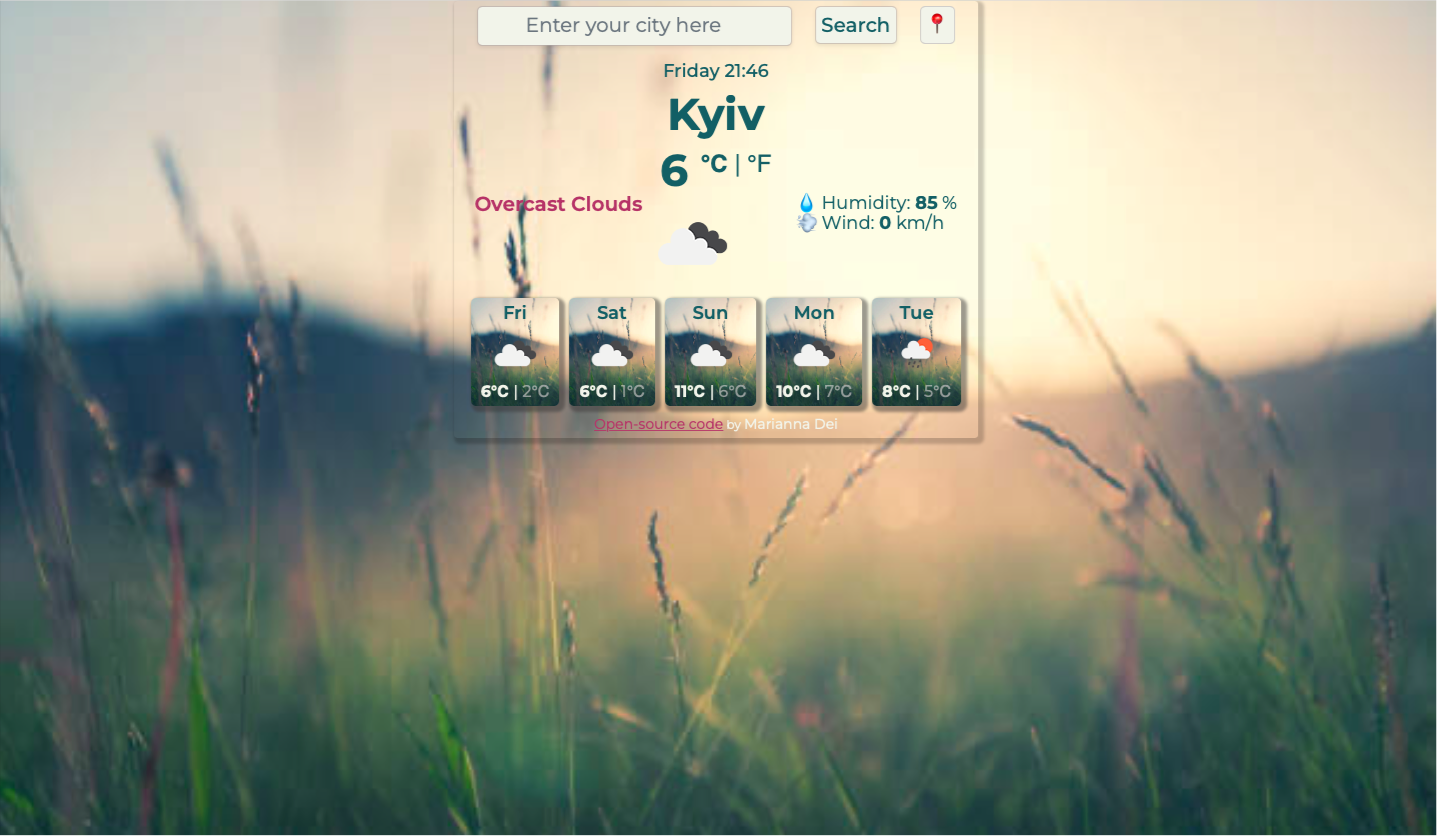 Enter your city here Search
Friday 21:46
Kyiv
6 °C | °F
Overcast Clouds
Humidity: 85 %
Wind: 0 km/h
Fri Sat Sun Mon Tue
6°C | 2°C 6°C | 1°C 11°C | 6°C 10°C | 7°C 8°C | 5°C
Open-source code by Marianna Dei